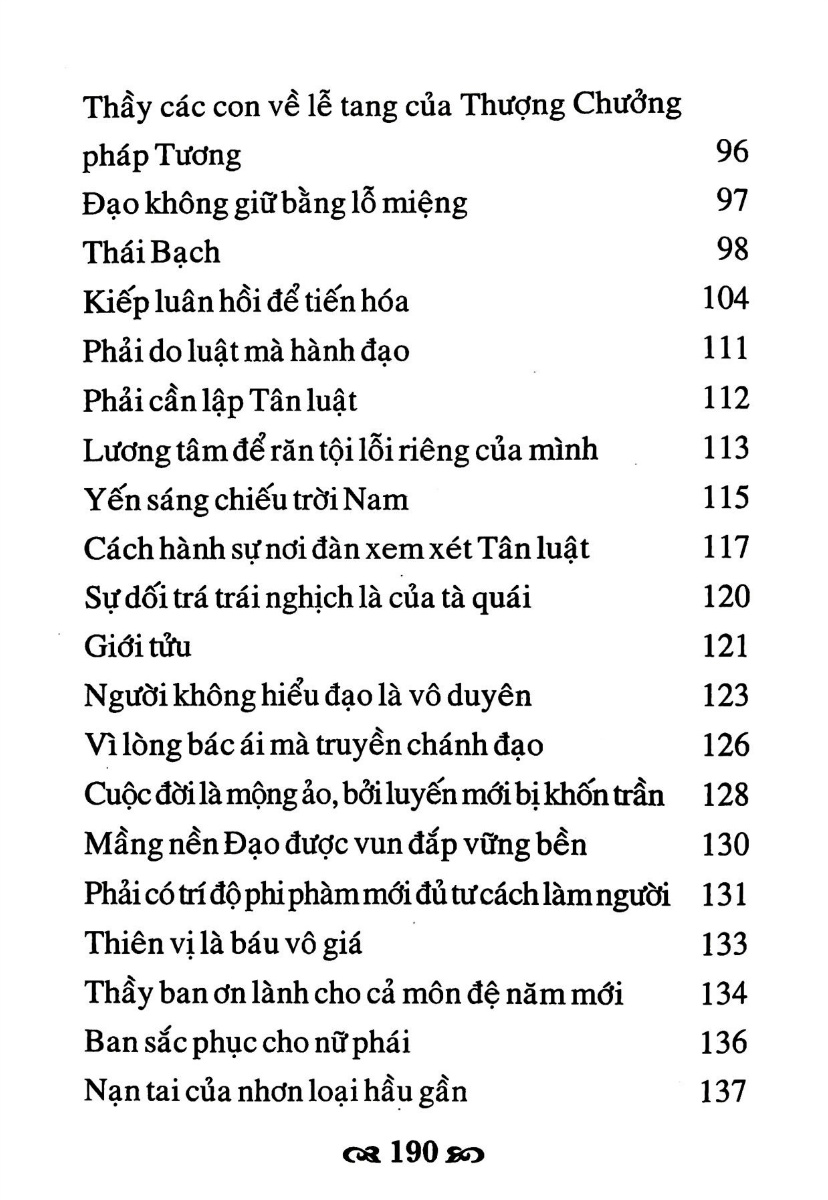 Thầy các con về lễ tang của Thượng Chưởng
pháp Tương 96
Đạo không giữ bằng lỗ miệng 97
Thái Bạch 98
Kiếp luân hồi để tiến hóa 104
Phải do luật mà hành đạo 111
Phải cần lập Tân luật 112
Lương tâm để răn tội lỗi riêng của mình 113
Yến sáng chiếu trời Nam 115
Cách hành sự nơi đàn xem xét Tân luật 117
Sự dối trá trái nghịch là của tà quái 120
Giới tửu 121
Người không hiểu đạo là vô duyên 123
Vì lòng bác ái mà truyền chánh đạo 126
Cuộc đời là mộng ảo, bởi luyến mới bị khốn trần 128
Mầng nền Đạo được vun đắp vững bền 130
Phải có trí độ phi phàm mới đủ tư cách làm người 131
Thiên vị là báu vô giá 133
Thầy ban ơn lành cho cả môn đệ năm mới 134
Ban sắc phục cho nữ phái 136
Nạn tai của nhơn loại hầu gần 137
190